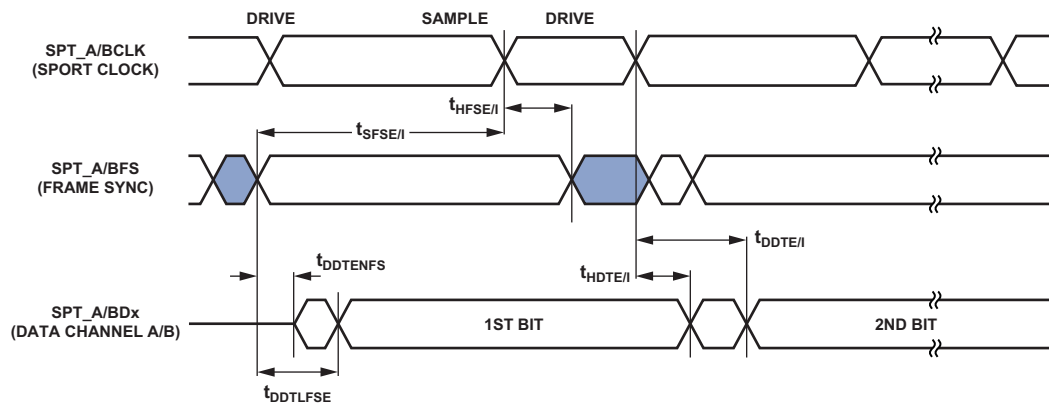 DRIVE SAMPLE DRIVE
SPT_A/BCLK
(SPORT CLOCK)
tHFSE/I
tSFSE/I
SPT_A/BFS
(FRAME SYNC)
tDDTE/I
tDDTENFS
tHDTE/I
SPT_A/BDx
(DATA CHANNEL A/B)
1ST BIT 2ND BIT
tDDTLFSE